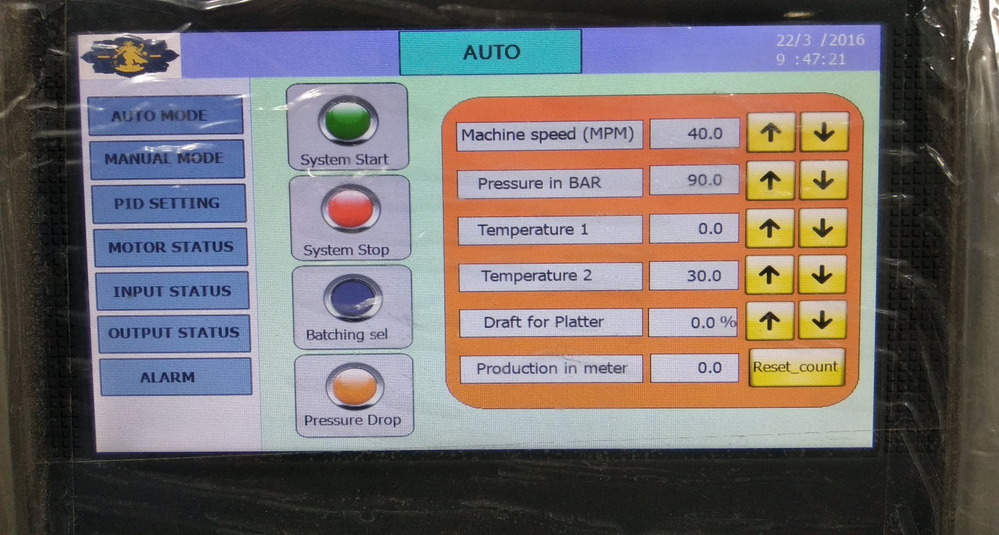 AUTO
22/3 /2016
9 :47:21
AUTO MODE
MANUAL MODE
PID SETTING
MOTOR STATUS
INPUT STATUS
OUTPUT STATUS
ALARM
System Start
System Stop
Batching sel
Pressure Drop
Machine speed (MPM) 40.0
Pressure in BAR 90.0
Temperature 1 0.0
Temperature 2 30.0
Draft for Platter 0.0 %
Production in meter 0.0 Reset_count